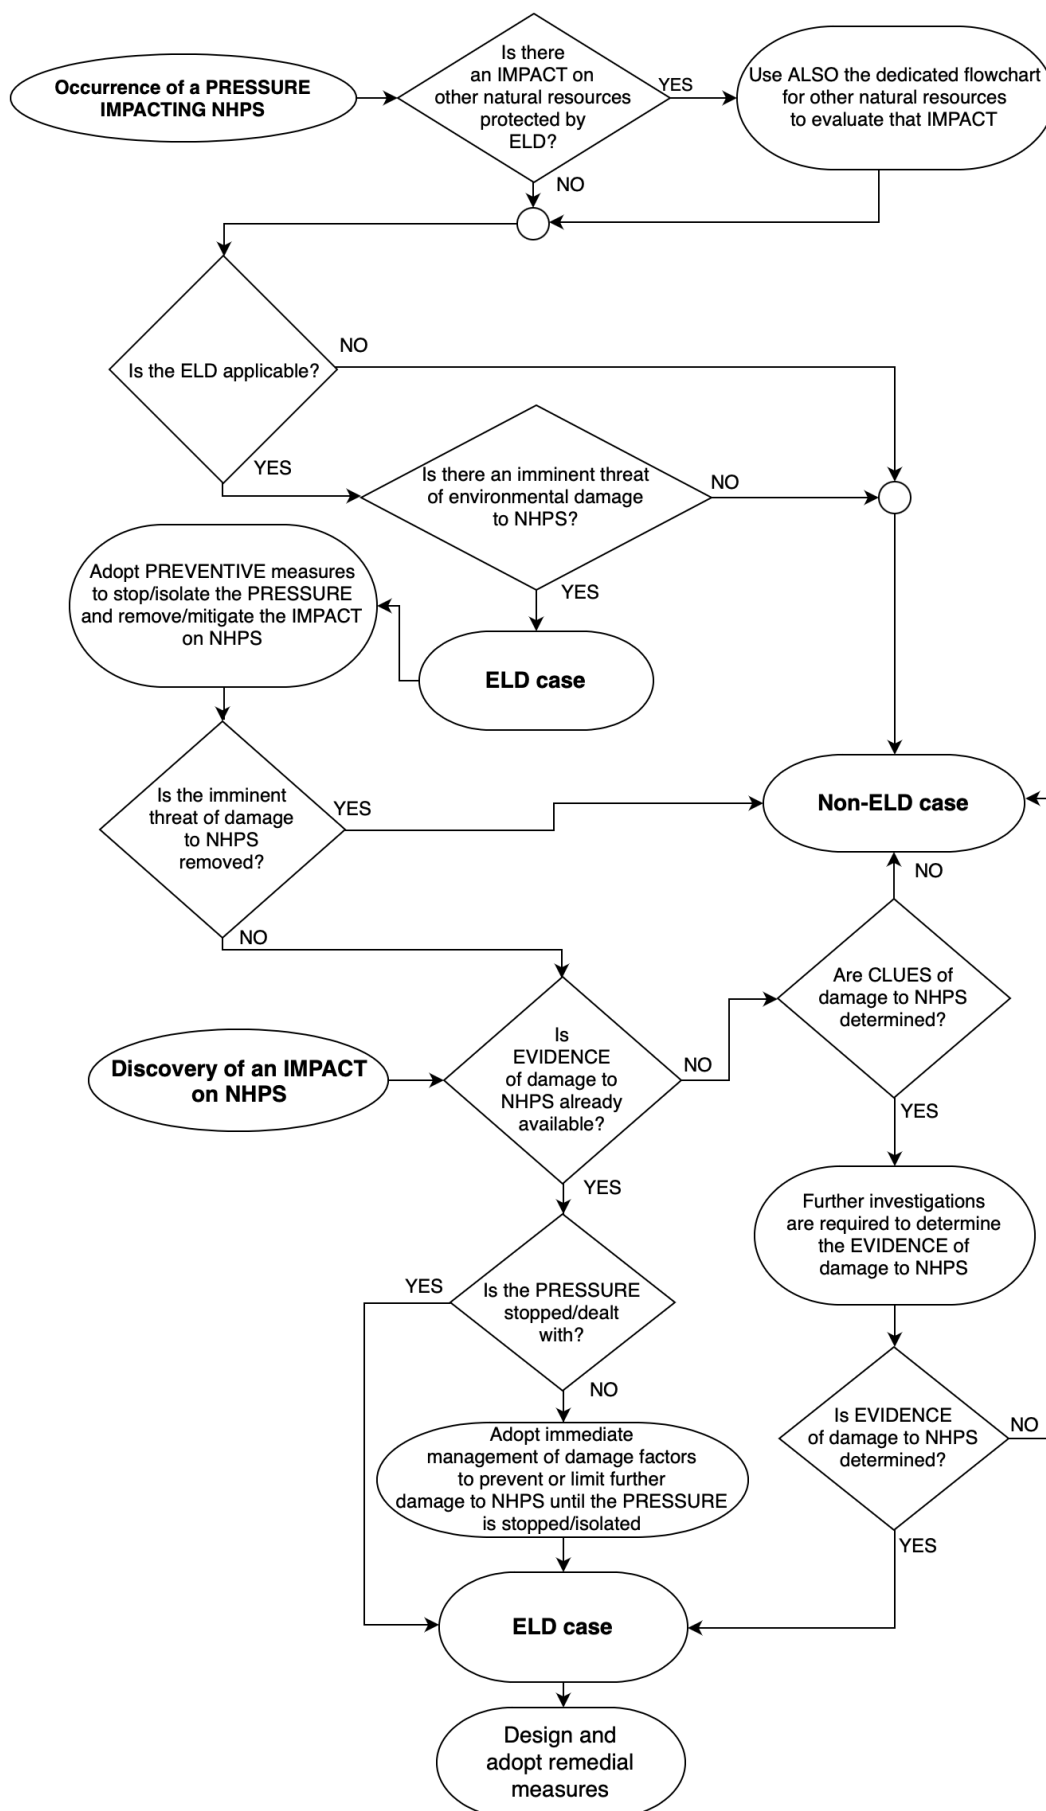 Occurrence of a PRESSURE
IMPACTING NHPS
Is there
an IMPACT on
other natural resources
protected by
ELD?
YES
Use ALSO the dedicated flowchart
for other natural resources
to evaluate that IMPACT
NO
Is the ELD applicable?
NO
YES
Is there an imminent threat
of environmental damage
to NHPS?
NO
YES
Adopt PREVENTIVE measures
to stop/isolate the PRESSURE
and remove/mitigate the IMPACT
on NHPS
ELD case
Is the imminent
threat of damage
to NHPS
removed?
YES
Non-ELD case
NO
NO
Are CLUES of
damage to NHPS
determined?
Discovery of an IMPACT
on NHPS
Is
EVIDENCE
of damage to
NHPS already
available?
NO
YES
YES
Further investigations
are required to determine
the EVIDENCE of
damage to NHPS
YES
Is the PRESSURE
stopped/dealt
with?
NO
Is EVIDENCE
of damage to NHPS
determined?
NO
Adopt immediate
management of damage factors
to prevent or limit further
damage to NHPS until the PRESSURE
is stopped/isolated
YES
ELD case
Design and
adopt remedial
measures